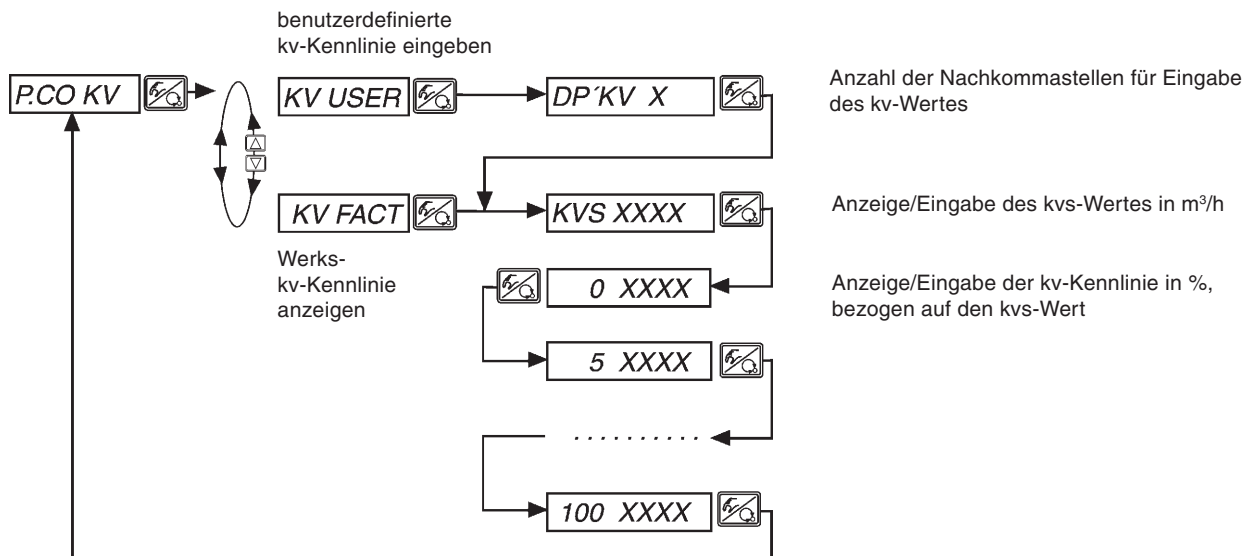 benutzerdefinierte
kv-Kennlinie eingeben
P.CO KV
KV USER
DP´KV X
Anzahl der Nachkommastellen für Eingabe
des kv-Wertes
KV FACT
KVS XXXX
Anzeige/Eingabe des kvs-Wertes in m³/h
Werks-
kv-Kennlinie
anzeigen
0 XXXX
Anzeige/Eingabe der kv-Kennlinie in %,
bezogen auf den kvs-Wert
5 XXXX
. . . . . . . . . .
100 XXXX